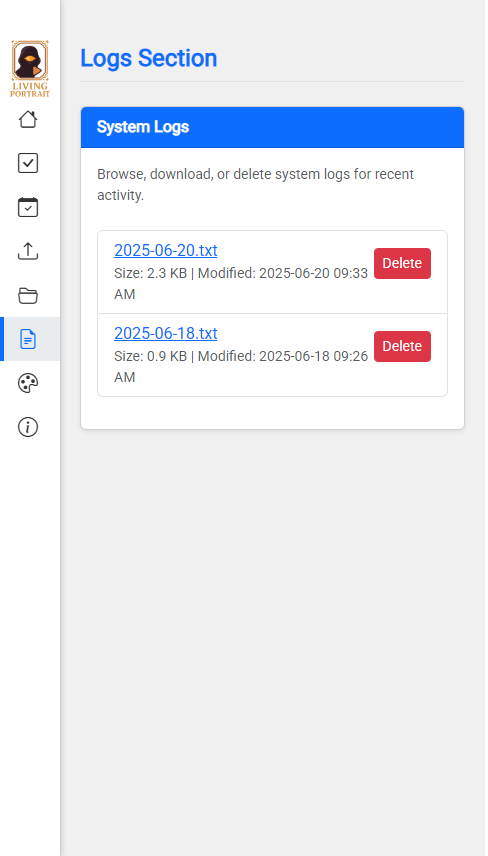 LIVING
PORTRAIT
Logs Section
System Logs
Browse, download, or delete system logs for recent
activity.
2025-06-20.txt
Size: 2.3 KB | Modified: 2025-06-20 09:33
AM
Delete
2025-06-18.txt
Size: 0.9 KB | Modified: 2025-06-18 09:26
AM
Delete